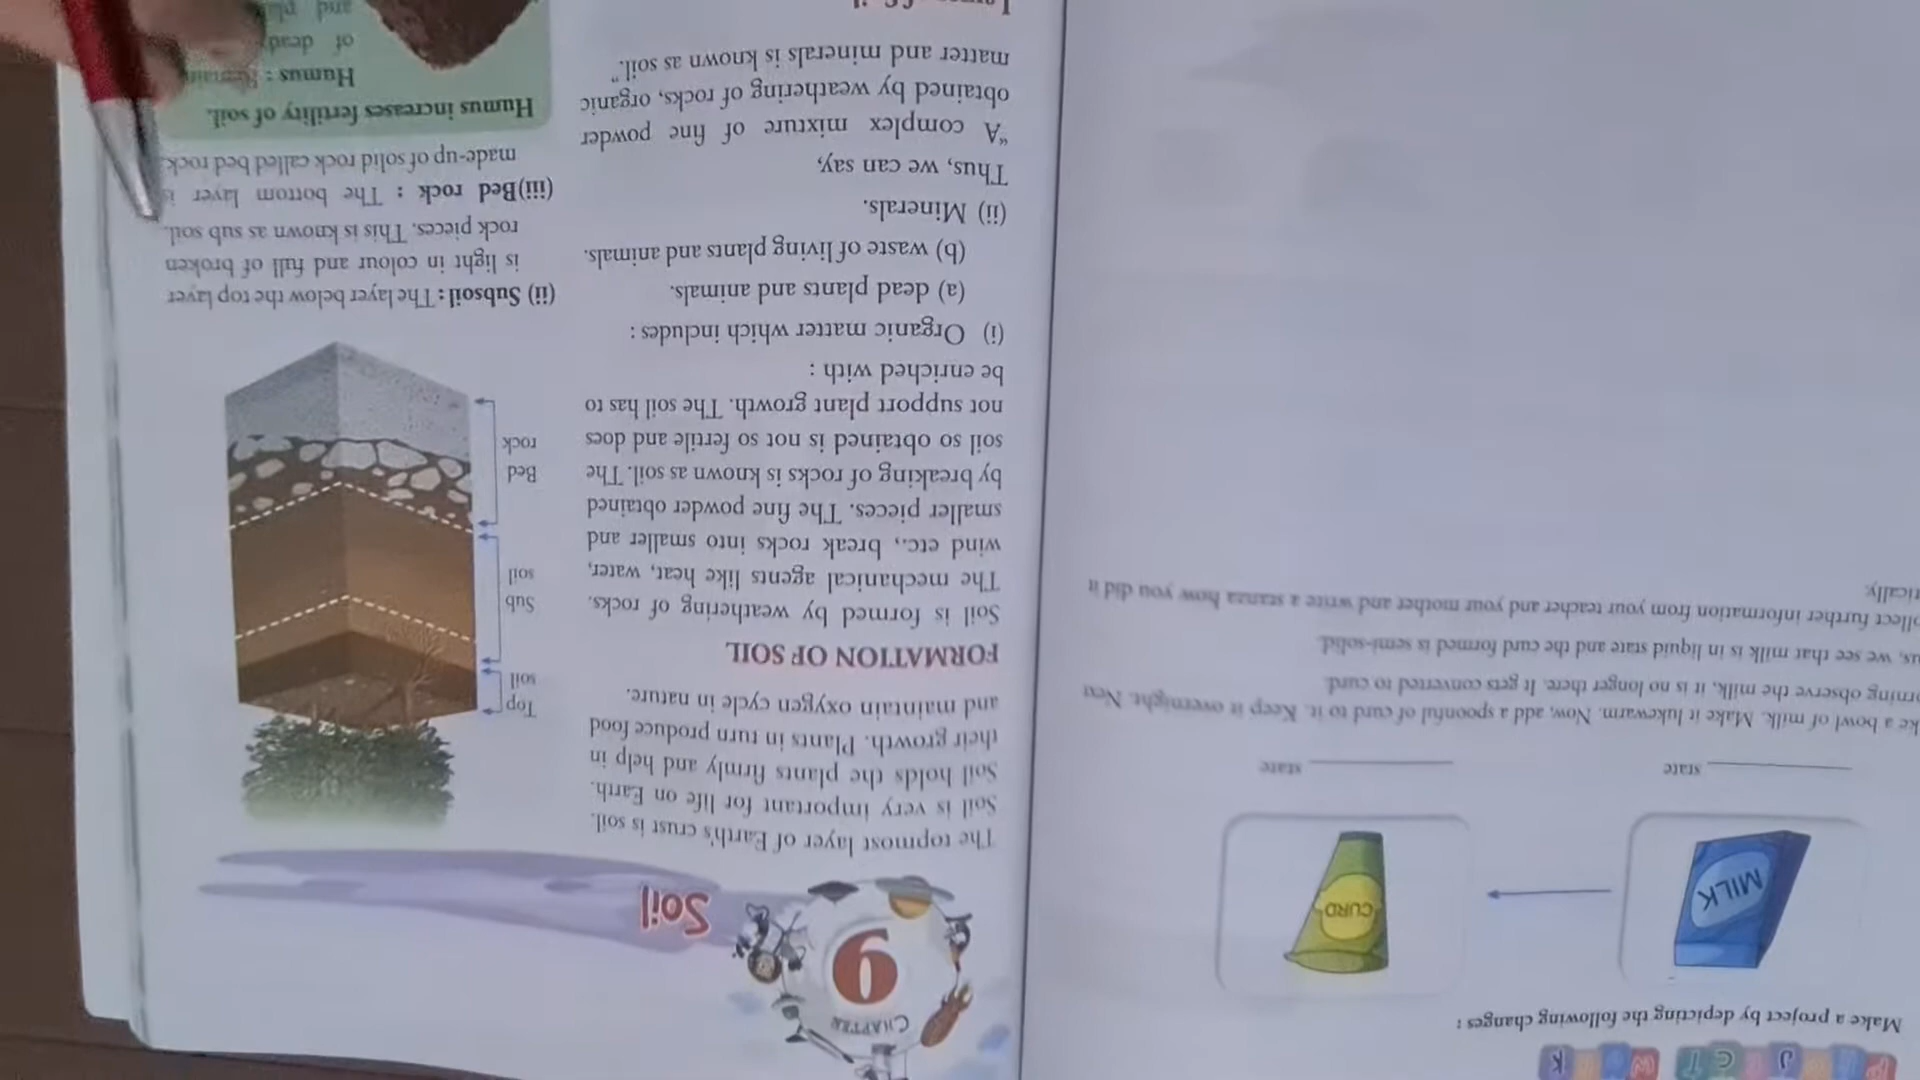 PROJECT WORK
Make a project by depicting the following changes :
MILK
CURD
state
state
ke a bowl of milk. Make it lukewarm. Now, add a spoonful of curd to it. Keep it overnight. Next
rning observe the milk, it is no longer there. It gets converted to curd.
us, we see that milk is in liquid state and the curd formed is semi-solid.
ollect further information from your teacher and your mother and write a stanza how you did it
rically.
CHAPTER
6
Soil
The topmost layer of Earth's crust is soil.
Soil is very important for life on Earth.
Soil holds the plants firmly and help in
their growth. Plants in turn produce food
and maintain oxygen cycle in nature.
FORMATION OF SOIL
Soil is formed by weathering of rocks.
The mechanical agents like heat, water,
wind etc., break rocks into smaller and
smaller pieces. The fine powder obtained
by breaking of rocks is known as soil. The
soil so obtained is not so fertile and does
not support plant growth. The soil has to
be enriched with :
(i) Organic matter which includes :
(a) dead plants and animals.
(b) waste of living plants and animals.
(ii) Minerals.
Thus, we can say,
“A complex mixture of fine powder
obtained by weathering of rocks, organic
matter and minerals is known as soil.”
Top
soil
Sub
soil
Bed
rock
(ii) Subsoil : The layer below the top layer
is light in colour and full of broken
rock pieces. This is known as sub soil.
(iii) Bed rock : The bottom layer is
made-up of solid rock called bed rock.
Humus increases fertility of soil.
Humus :
of dead
and